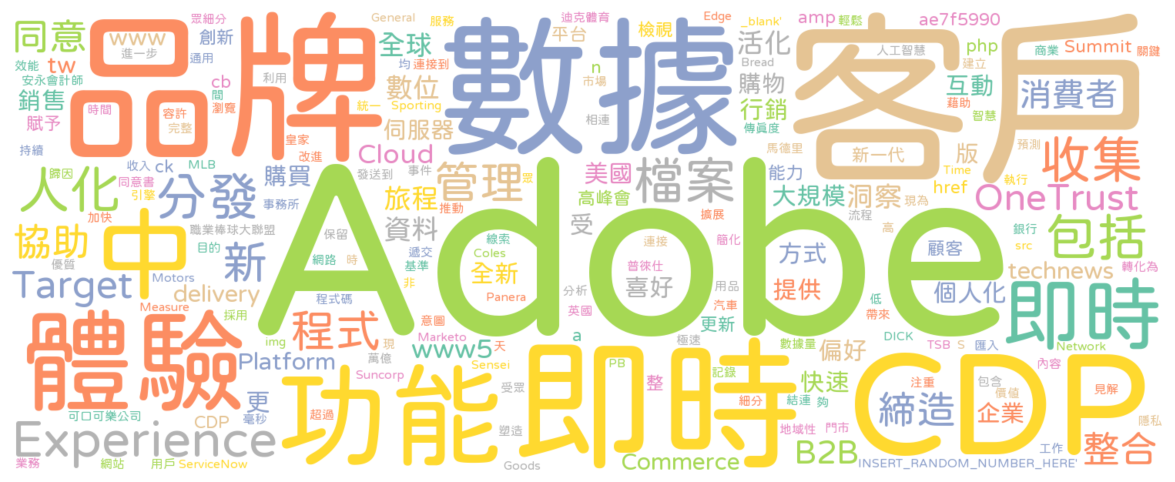 眾細分 General 服務 迪克體育 Edge _blank' amp 輕鬆 ae7f5990
同意 www 創新 全球 平台 檢視 活化 人工智慧 php 商業 Summit 關鍵
進一步 效能 tw 通用 均 連接到 n Bread 建立
品牌 數據 客戶
安永會計師 cb 利用 數位 市場 購物 互動 藉助 消費者
銷售 時間 容許 間 瀏覽 統一 Sporting 相連 行銷 智慧
賦予 完整 伺服器 傳真度
持續 皇家 改進 Cloud 馬德里 新一代 版 預測 收集
收入 MLB 發送到 事件 管理 眾 美國 檔案 能力 Time
人化 歸因 同意書 ck 購買 旅程 高峰會 大規模 洞察 href 執行 OneTrust
引擎 分發 事務所 推動 擴展 現為
加快 中 Adobe 包括
協助 職業棒球大聯盟 保留 資料 遞交 線索 受 連接 簡化 流程 高 銀行
目的 新 網路 時 基準 Coles 普徠仕 方式 顧客 src
優質 Motors 非 全新 喜好 technews 轉化為
Target delivery 程式碼 Panera 分析 用品 提供 低 個人化 即時
Measure 採用 意圖 英國 汽車 帶來 匯入
體驗 程式 Marketo a 更新 數據量 DICK
img 現 www5 天 極速 偏好 TSB S Network
Platform 萬億 Sensei PB 記錄 內容
功能 即時 CDP
Suncorp 受眾 整 細分 結連 快速 夠 注重 包含 價值 見解
更 毫秒 超過 締造 企業
可口可樂公司 CDP 塑造 地域性 門市 隱私
Experience B2B 工作 整合
業務 網站 用戶 ServiceNow Goods Commerce INSERT_RANDOM_NUMBER_HERE'